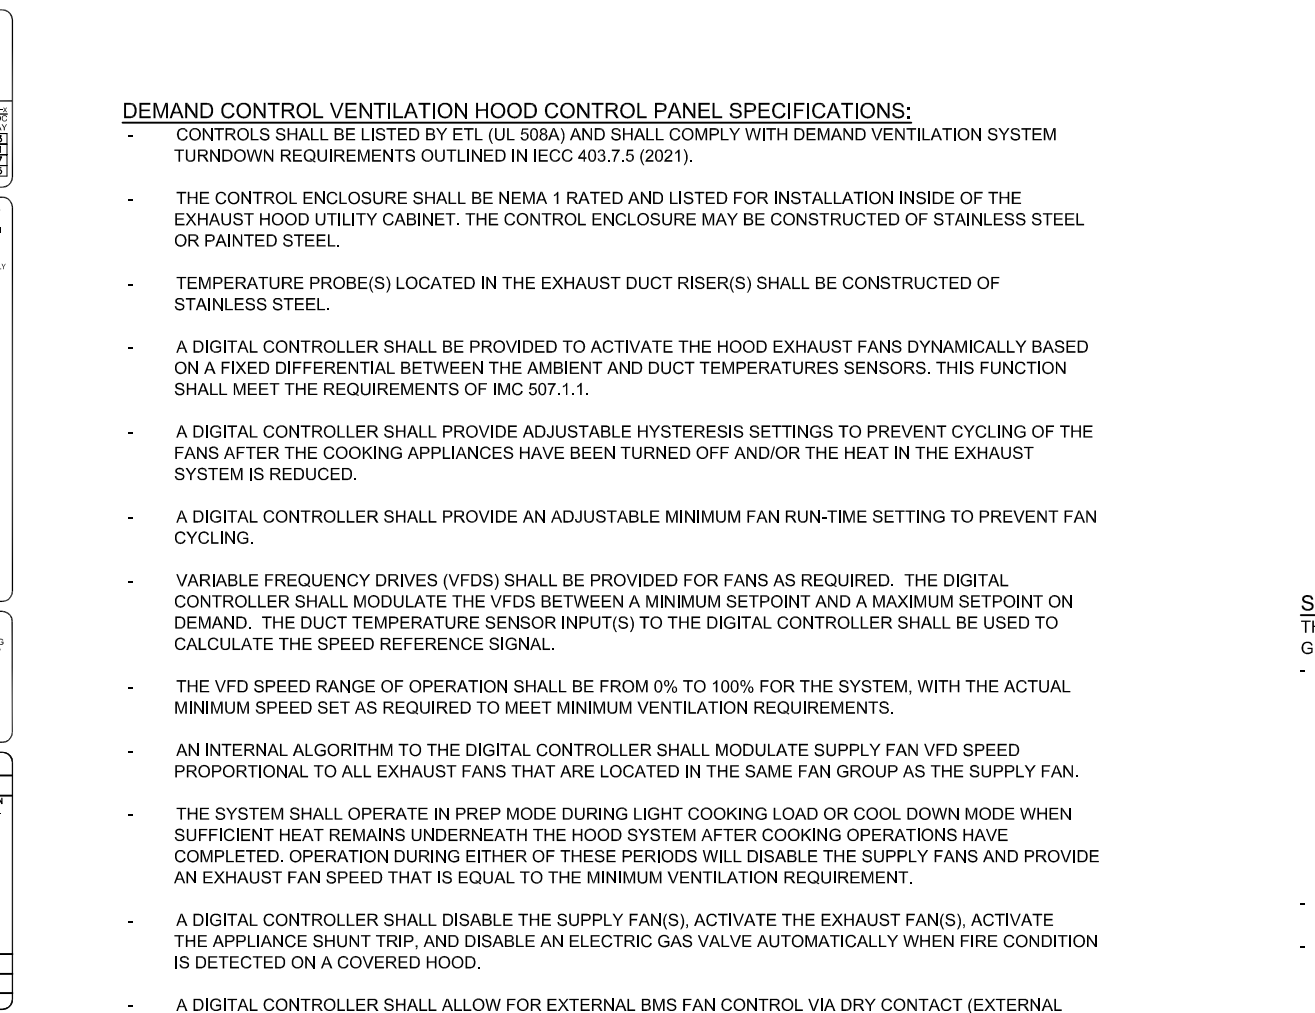 DEMAND CONTROL VENTILATION HOOD CONTROL PANEL SPECIFICATIONS:
- CONTROLS SHALL BE LISTED BY ETL (UL 508A) AND SHALL COMPLY WITH DEMAND VENTILATION SYSTEM
TURNDOWN REQUIREMENTS OUTLINED IN IECC 403.7.5 (2021).
- THE CONTROL ENCLOSURE SHALL BE NEMA 1 RATED AND LISTED FOR INSTALLATION INSIDE OF THE
EXHAUST HOOD UTILITY CABINET. THE CONTROL ENCLOSURE MAY BE CONSTRUCTED OF STAINLESS STEEL
OR PAINTED STEEL.
- TEMPERATURE PROBE(S) LOCATED IN THE EXHAUST DUCT RISER(S) SHALL BE CONSTRUCTED OF
STAINLESS STEEL.
- A DIGITAL CONTROLLER SHALL BE PROVIDED TO ACTIVATE THE HOOD EXHAUST FANS DYNAMICALLY BASED
ON A FIXED DIFFERENTIAL BETWEEN THE AMBIENT AND DUCT TEMPERATURES SENSORS. THIS FUNCTION
SHALL MEET THE REQUIREMENTS OF IMC 507.1.1.
- A DIGITAL CONTROLLER SHALL PROVIDE ADJUSTABLE HYSTERESIS SETTINGS TO PREVENT CYCLING OF THE
FANS AFTER THE COOKING APPLIANCES HAVE BEEN TURNED OFF AND/OR THE HEAT IN THE EXHAUST
SYSTEM IS REDUCED.
- A DIGITAL CONTROLLER SHALL PROVIDE AN ADJUSTABLE MINIMUM FAN RUN-TIME SETTING TO PREVENT FAN
CYCLING.
- VARIABLE FREQUENCY DRIVES (VFDS) SHALL BE PROVIDED FOR FANS AS REQUIRED. THE DIGITAL
CONTROLLER SHALL MODULATE THE VFDS BETWEEN A MINIMUM SETPOINT AND A MAXIMUM SETPOINT ON
DEMAND. THE DUCT TEMPERATURE SENSOR INPUT(S) TO THE DIGITAL CONTROLLER SHALL BE USED TO
CALCULATE THE SPEED REFERENCE SIGNAL.
- THE VFD SPEED RANGE OF OPERATION SHALL BE FROM 0% TO 100% FOR THE SYSTEM, WITH THE ACTUAL
MINIMUM SPEED SET AS REQUIRED TO MEET MINIMUM VENTILATION REQUIREMENTS.
- AN INTERNAL ALGORITHM TO THE DIGITAL CONTROLLER SHALL MODULATE SUPPLY FAN VFD SPEED
PROPORTIONAL TO ALL EXHAUST FANS THAT ARE LOCATED IN THE SAME FAN GROUP AS THE SUPPLY FAN.
- THE SYSTEM SHALL OPERATE IN PREP MODE DURING LIGHT COOKING LOAD OR COOL DOWN MODE WHEN
SUFFICIENT HEAT REMAINS UNDERNEATH THE HOOD SYSTEM AFTER COOKING OPERATIONS HAVE
COMPLETED. OPERATION DURING EITHER OF THESE PERIODS WILL DISABLE THE SUPPLY FANS AND PROVIDE
AN EXHAUST FAN SPEED THAT IS EQUAL TO THE MINIMUM VENTILATION REQUIREMENT.
- A DIGITAL CONTROLLER SHALL DISABLE THE SUPPLY FAN(S), ACTIVATE THE EXHAUST FAN(S), ACTIVATE
THE APPLIANCE SHUNT TRIP, AND DISABLE AN ELECTRIC GAS VALVE AUTOMATICALLY WHEN FIRE CONDITION
IS DETECTED ON A COVERED HOOD.
- A DIGITAL CONTROLLER SHALL ALLOW FOR EXTERNAL BMS FAN CONTROL VIA DRY CONTACT (EXTERNAL